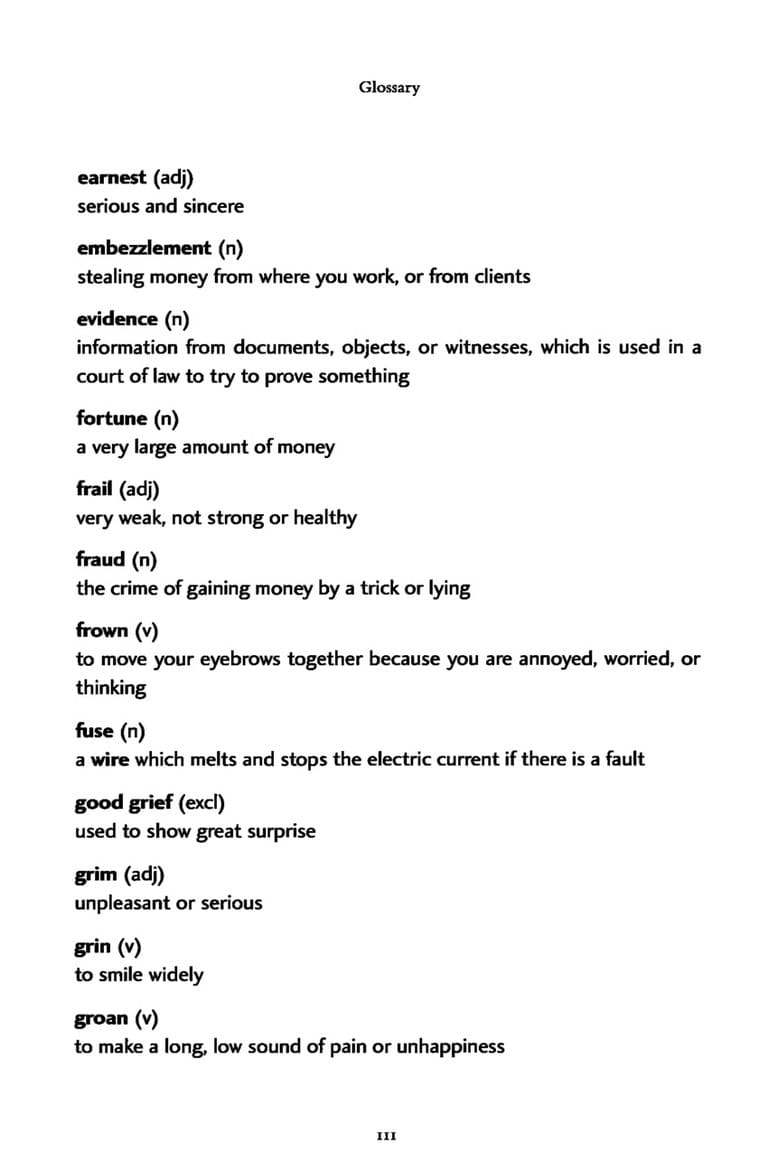 Glossary
earnest (adj)
serious and sincere
embezzlement (n)
stealing money from where you work, or from clients
evidence (n)
information from documents, objects, or witnesses, which is used in a
court of law to try to prove something
fortune (n)
a very large amount of money
frail (adj)
very weak, not strong or healthy
fraud (n)
the crime of gaining money by a trick or lying
frown (v)
to move your eyebrows together because you are annoyed, worried, or
thinking
fuse (n)
a wire which melts and stops the electric current if there is a fault
good grief (excl)
used to show great surprise
grim (adj)
unpleasant or serious
grin (v)
to smile widely
groan (v)
to make a long, low sound of pain or unhappiness
111